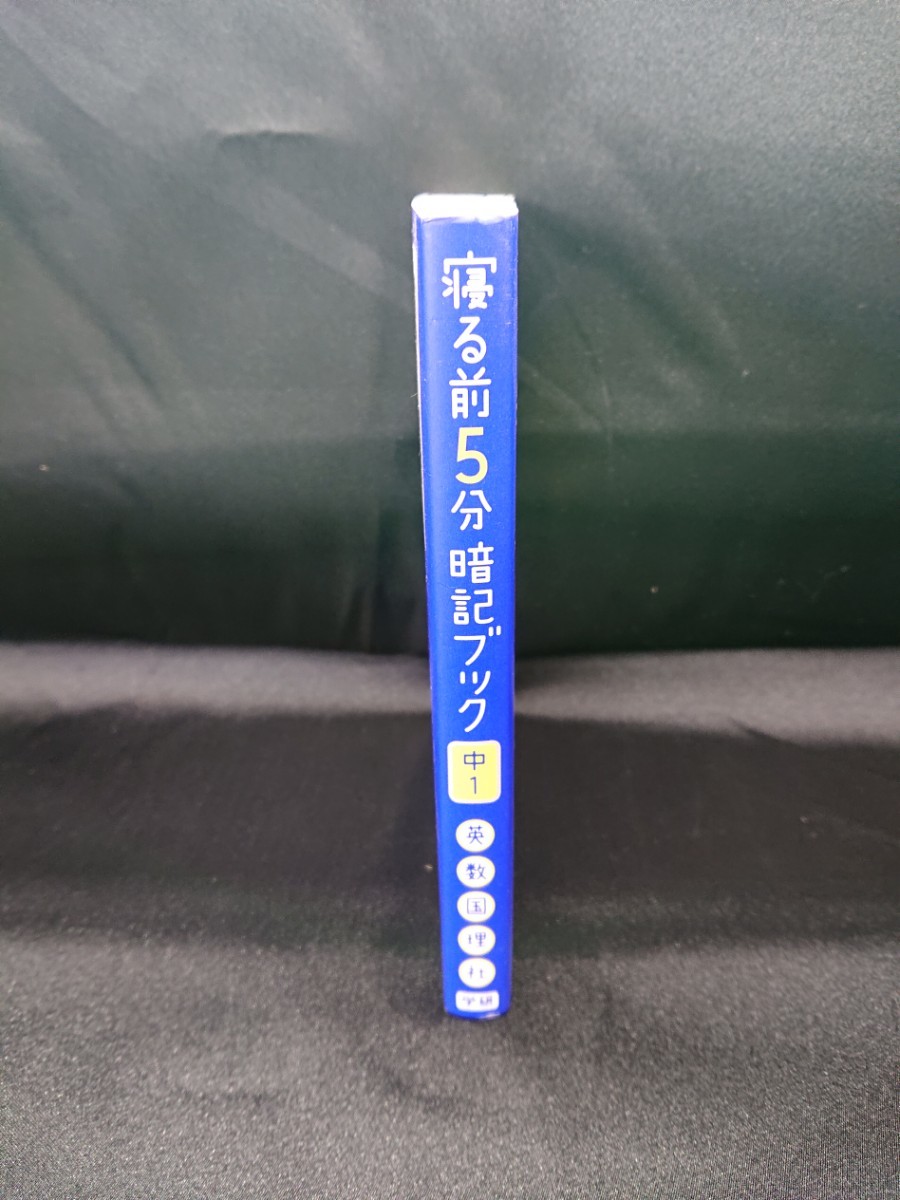 寝る前5分暗記ブック
中1
英
数
国
理
社
学研